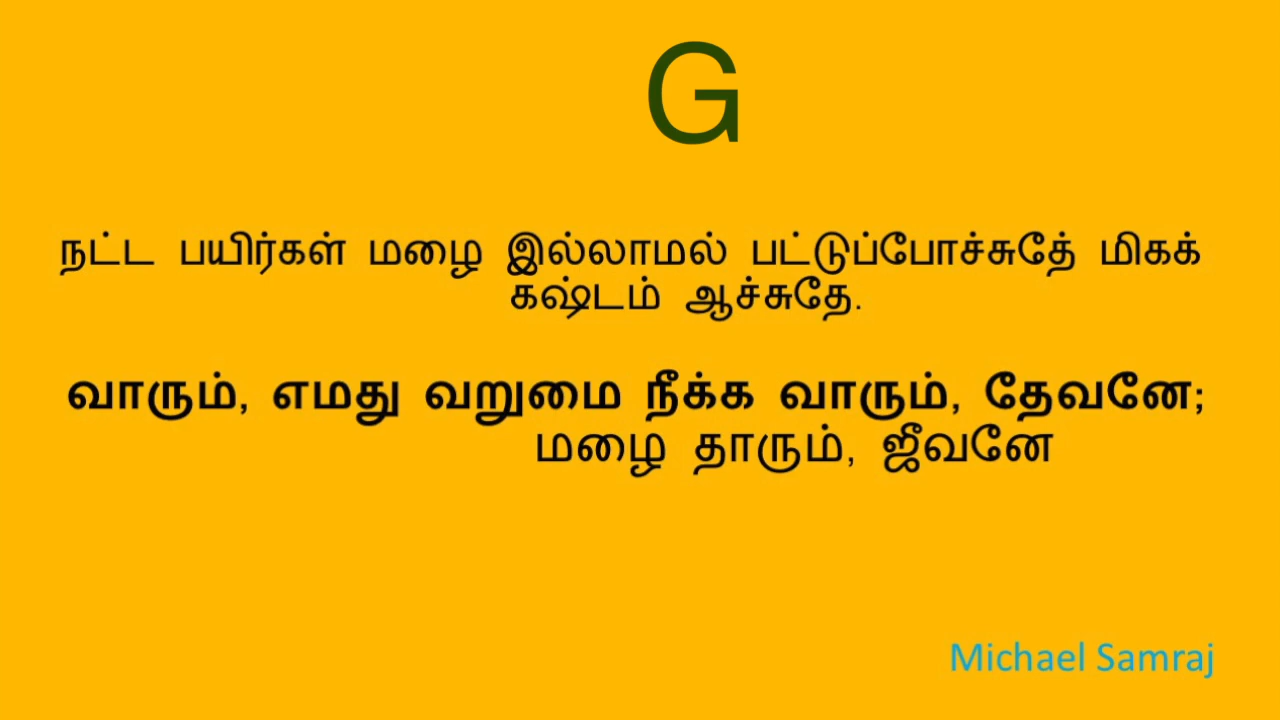 G
நட்ட பயிர்கள் மழை இல்லாமல் பட்டுப்போச்சுதே் மிகக்
கஷ்டம் ஆச்சுதே.
வாரும், எமது வறுமை நீக்க வாரும், தேவனே;
மழை தாரும், ஜீவனே
Michael Samraj